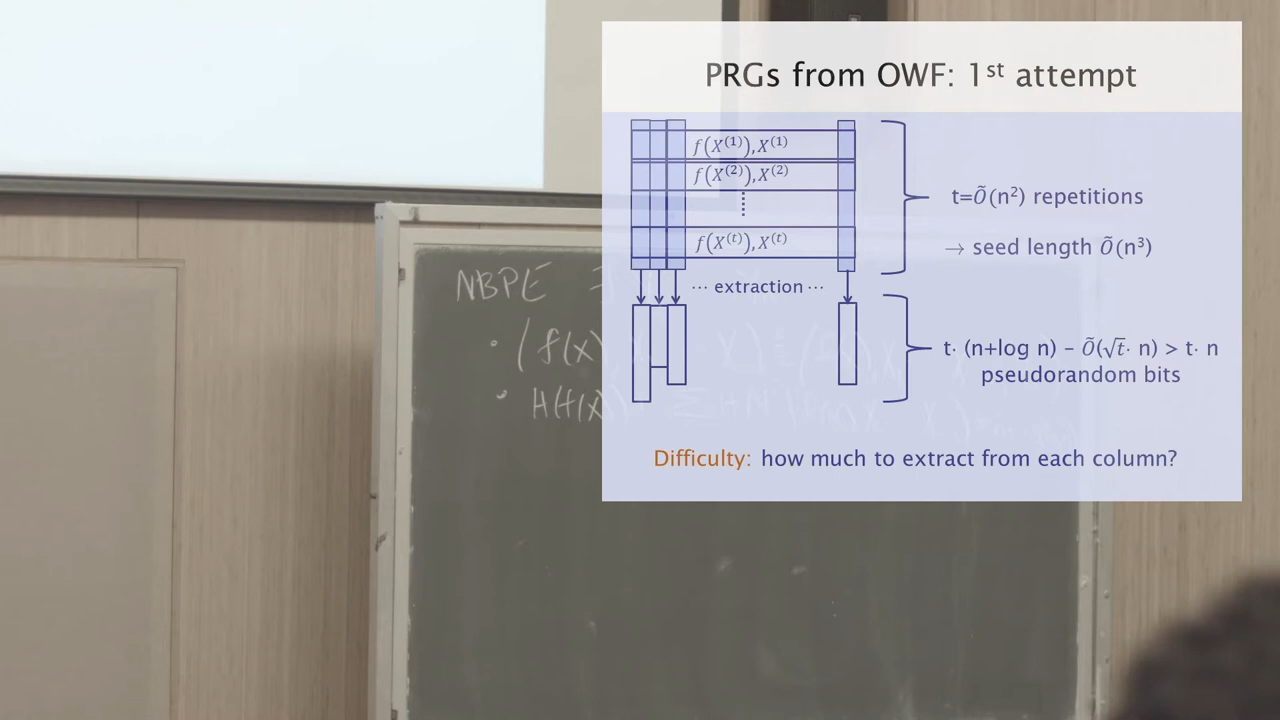 PRGs from OWF: 1st attempt
f(X⁽¹⁾),X⁽¹⁾
f(X⁽²⁾),X⁽²⁾
f(X⁽ᵗ⁾),X⁽ᵗ⁾
t=Õ(n²) repetitions
→ seed length Õ(n³)
··· extraction ···
t· (n+log n) – Õ(√t· n) > t· n
pseudorandom bits
Difficulty: how much to extract from each column?
NBPE
· (f(X)
· H(f(X))